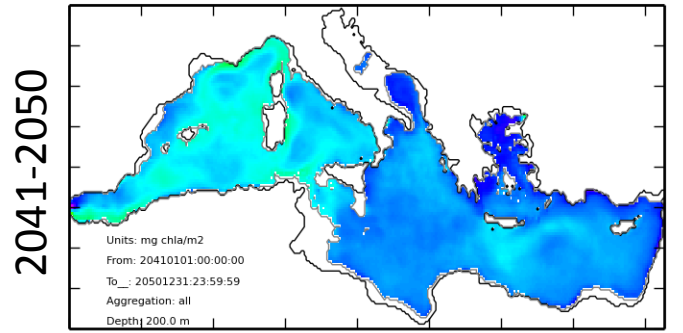 2041-2050
Units: mg chla/m2
From: 20410101:00:00:00
To__: 20501231:23:59:59
Aggregation: all
Depth: 200.0 m